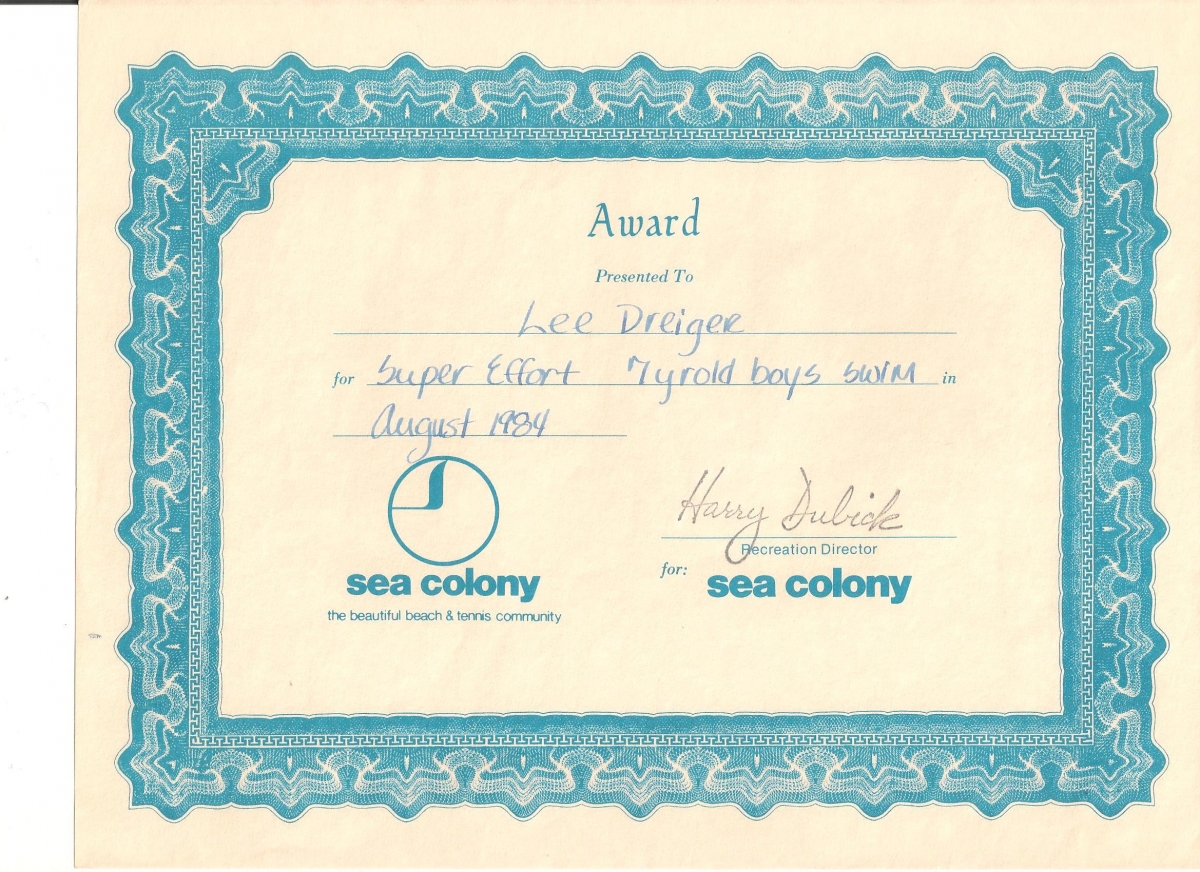 Award
Presented To
Lee Dreiger
for Super Effort 7yrold boys swim in
August 1984
Harry Dubick
Recreation Director
for: sea colony
sea colony
the beautiful beach & tennis community